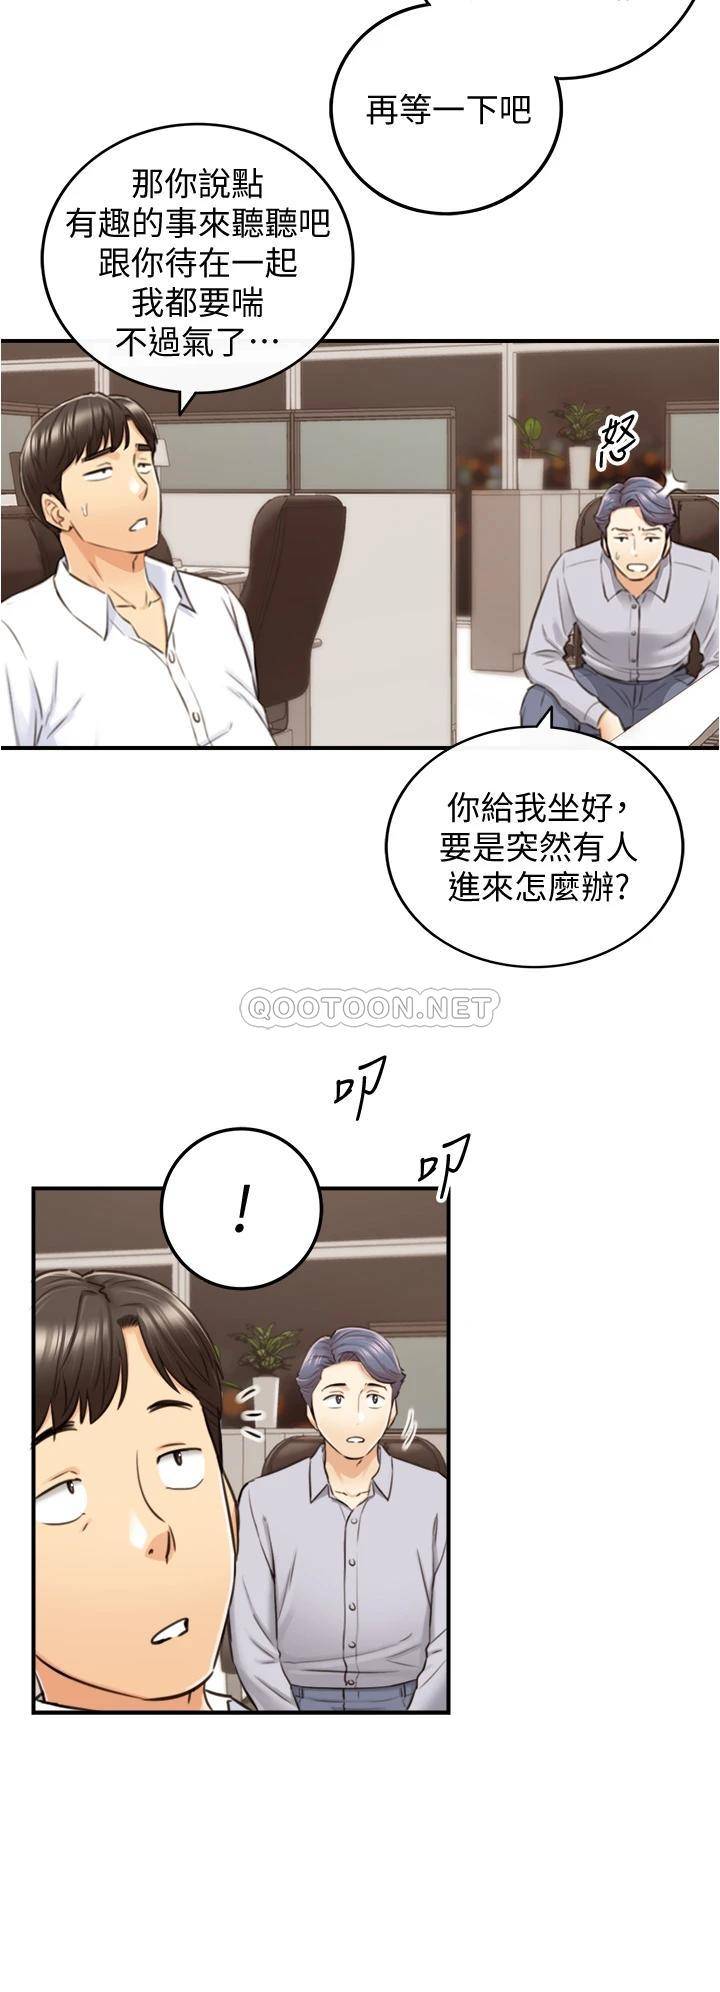 再等一下吧
那你說點
有趣的事來聽聽吧
跟你待在一起
我都要喘
不過氣了…
怒
你給我坐好，
要是突然有人
進來怎麼辦？
QOOTOON.NET
叩
叩
！